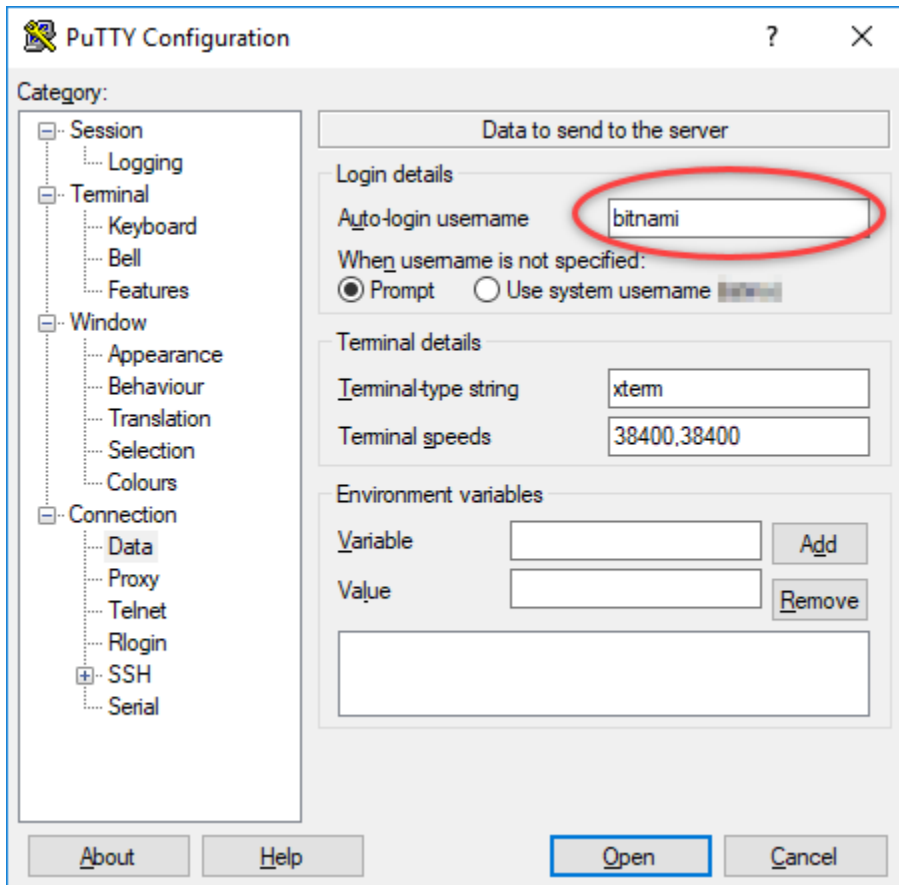 PuTTY Configuration
?
Category:
Session
Logging
Terminal
Keyboard
Bell
Features
Window
Appearance
Behaviour
Translation
Selection
Colours
Connection
Data
Proxy
Telnet
Rlogin
SSH
Serial
Data to send to the server
Login details
Auto-login username
bitnami
When username is not specified:
Prompt Use system username
Terminal details
Terminal-type string
xterm
Terminal speeds
38400,38400
Environment variables
Variable
Add
Value
Remove
About Help Open Cancel